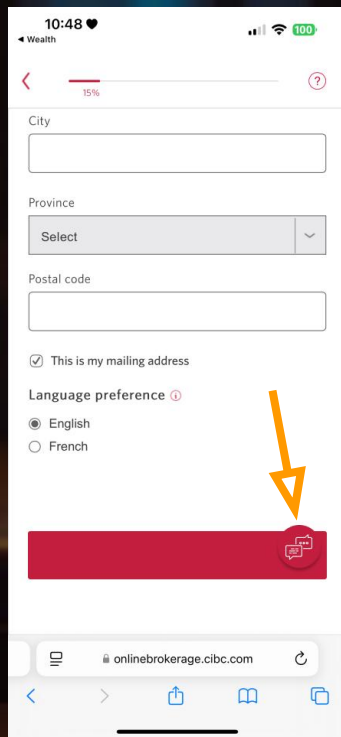 10:48
◀ Wealth
100
?
15%
City
Province
Select
Postal code
This is my mailing address
Language preference
English
French
onlinebrokerage.cibc.com